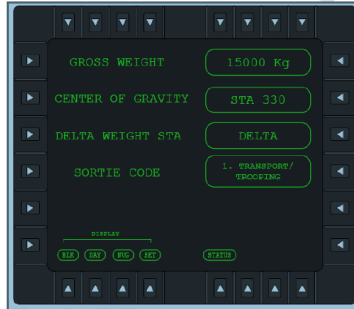 GROSS WEIGHT 15000 Kg
CENTER OF GRAVITY STA 330
DELTA WEIGHT STA DELTA
SORTIE CODE 1. TRANSPORT/
TROOPING
DISPLAY
BLK DAY NVG SET STATUS